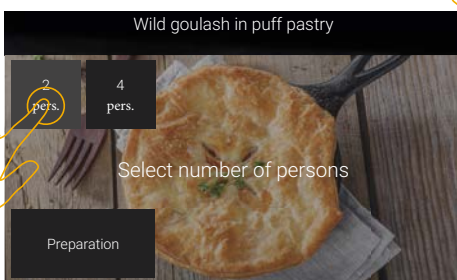 Wild goulash in puff pastry
2
pers.
4
pers.
Select number of persons
Preparation